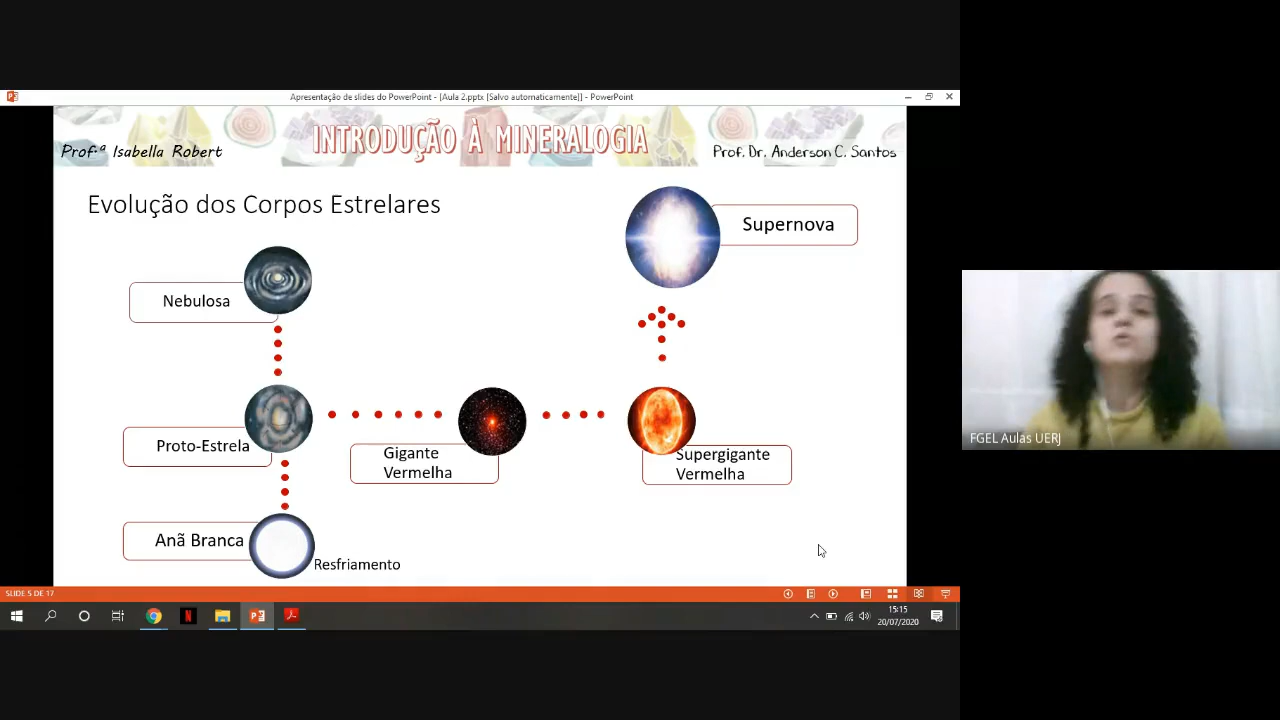 Apresentação de slides do PowerPoint - [Aula 2.pptx [Salvo automaticamente]] - PowerPoint
INTRODUÇÃO À MINERALOGIA
Prof.ª Isabella Robert
Prof. Dr. Anderson C. Santos
Evolução dos Corpos Estrelares
Supernova
Nebulosa
Proto-Estrela
Gigante
Vermelha
Supergigante
Vermelha
Anã Branca
Resfriamento
FGEL Aulas UERJ
SLIDE 5 DE 17
15:15
20/07/2020